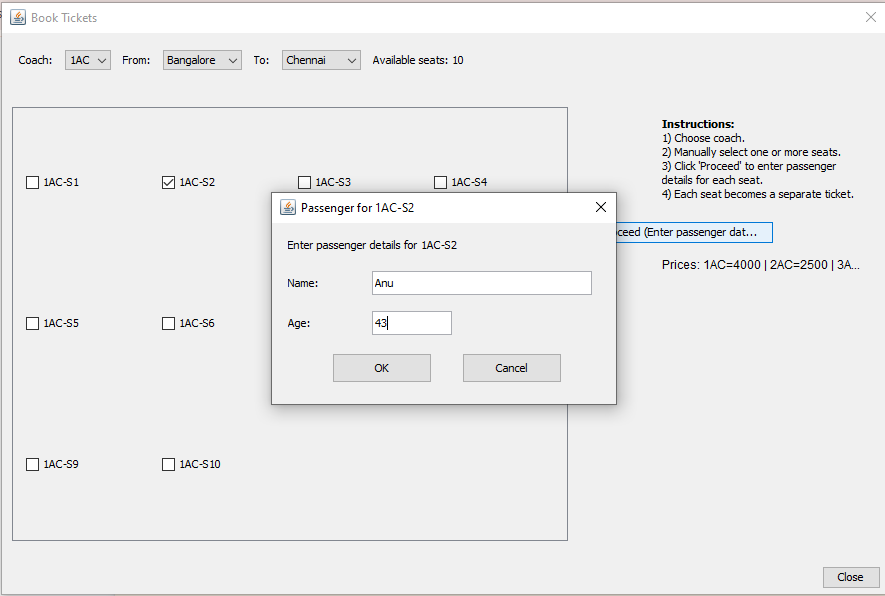 Book Tickets
Coach: 1AC From: Bangalore To: Chennai Available seats: 10
Instructions:
1) Choose coach.
2) Manually select one or more seats.
3) Click 'Proceed' to enter passenger
details for each seat.
4) Each seat becomes a separate ticket.
1AC-S1 1AC-S2 1AC-S3 1AC-S4
Passenger for 1AC-S2
Enter passenger details for 1AC-S2
Name: Anu
Age: 43
OK Cancel
ceed (Enter passenger dat...
Prices: 1AC=4000 | 2AC=2500 | 3A...
1AC-S5 1AC-S6
1AC-S9 1AC-S10
Close